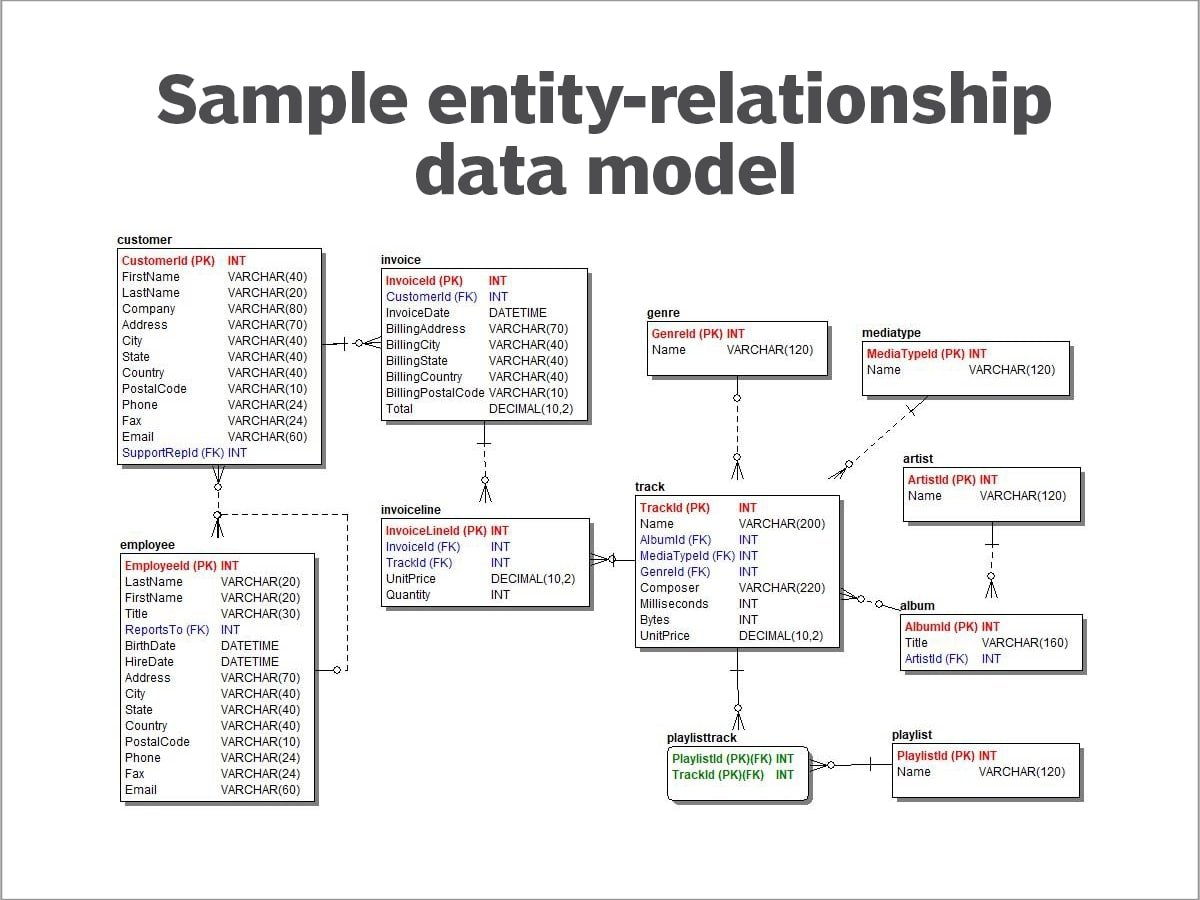 Sample entity-relationship
data model
customer
CustomerId (PK) INT
FirstName VARCHAR(40)
LastName VARCHAR(20)
Company VARCHAR(80)
Address VARCHAR(70)
City VARCHAR(40)
State VARCHAR(40)
Country VARCHAR(40)
PostalCode VARCHAR(10)
Phone VARCHAR(24)
Fax VARCHAR(24)
Email VARCHAR(60)
SupportRepId (FK) INT
invoice
InvoiceId (PK) INT
CustomerId (FK) INT
InvoiceDate DATETIME
BillingAddress VARCHAR(70)
BillingCity VARCHAR(40)
BillingState VARCHAR(40)
BillingCountry VARCHAR(40)
BillingPostalCode VARCHAR(10)
Total DECIMAL(10,2)
genre
GenreId (PK) INT
Name VARCHAR(120)
mediatype
MediaTypeId (PK) INT
Name VARCHAR(120)
artist
ArtistId (PK) INT
Name VARCHAR(120)
employee
EmployeeId (PK) INT
LastName VARCHAR(20)
FirstName VARCHAR(20)
Title VARCHAR(30)
ReportsTo (FK) INT
BirthDate DATETIME
HireDate DATETIME
Address VARCHAR(70)
City VARCHAR(40)
State VARCHAR(40)
Country VARCHAR(40)
PostalCode VARCHAR(10)
Phone VARCHAR(24)
Fax VARCHAR(24)
Email VARCHAR(60)
invoiceline
InvoiceLineId (PK) INT
InvoiceId (FK) INT
TrackId (FK) INT
UnitPrice DECIMAL(10,2)
Quantity INT
track
TrackId (PK) INT
Name VARCHAR(200)
AlbumId (FK) INT
MediaTypeId (FK) INT
GenreId (FK) INT
Composer VARCHAR(220)
Milliseconds INT
Bytes INT
UnitPrice DECIMAL(10,2)
album
AlbumId (PK) INT
Title VARCHAR(160)
ArtistId (FK) INT
playlisttrack
PlaylistId (PK)(FK) INT
TrackId (PK)(FK) INT
playlist
PlaylistId (PK) INT
Name VARCHAR(120)